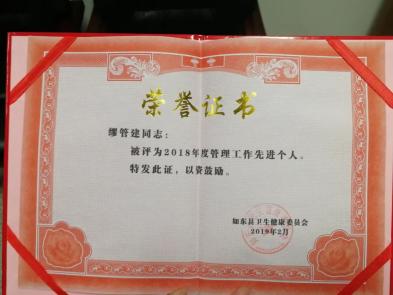 荣誉证书
缪管建同志：
被评为2018年度管理工作先进个人。
特发此证，以资鼓励。
如东县卫生健康委员会
2019年2月